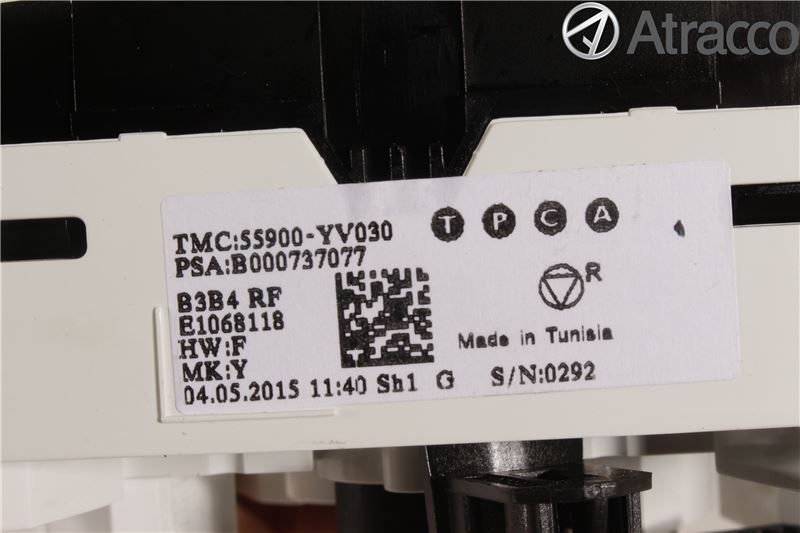 Atracco
T P C A
TMC:55900-YV030
PSA:B000737077
R
B3B4 RF
E1068118
Made in Tunisia
HW:F
MK:Y
04.05.2015 11:40 Sh1 G S/N:0292